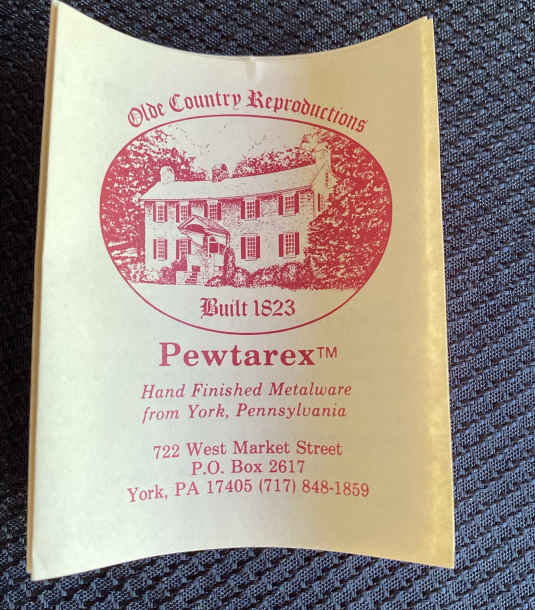 Olde Country Reproductions
Built 1823
Pewtarex™
Hand Finished Metalware
from York, Pennsylvania
722 West Market Street
P.O. Box 2617
York, PA 17405 (717) 848-1859